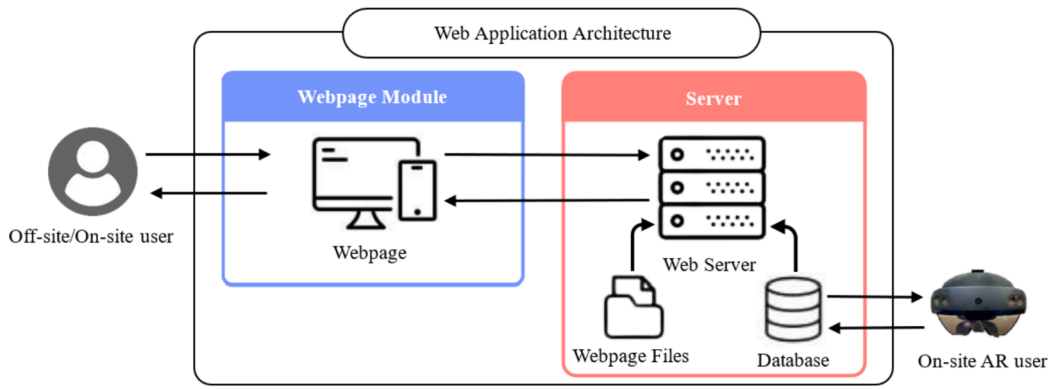 Web Application Architecture
Webpage Module
Server
Off-site/On-site user
Webpage
Web Server
Webpage Files
Database
On-site AR user